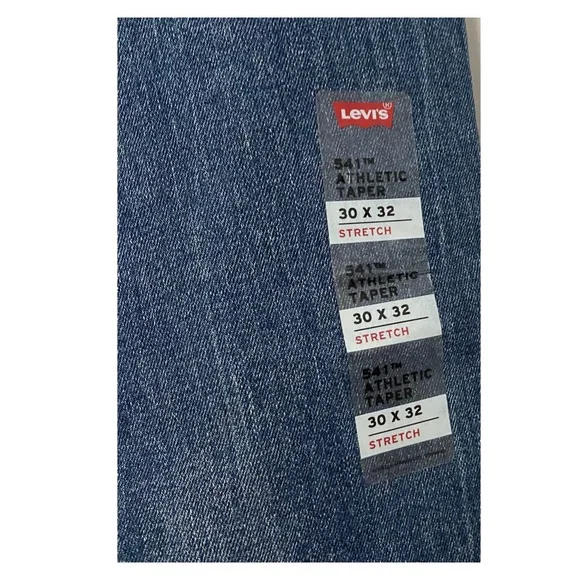 Levi's®
541™
ATHLETIC
TAPER
30 X 32
STRETCH
541™
ATHLETIC
TAPER
30 X 32
STRETCH
541™
ATHLETIC
TAPER
30 X 32
STRETCH